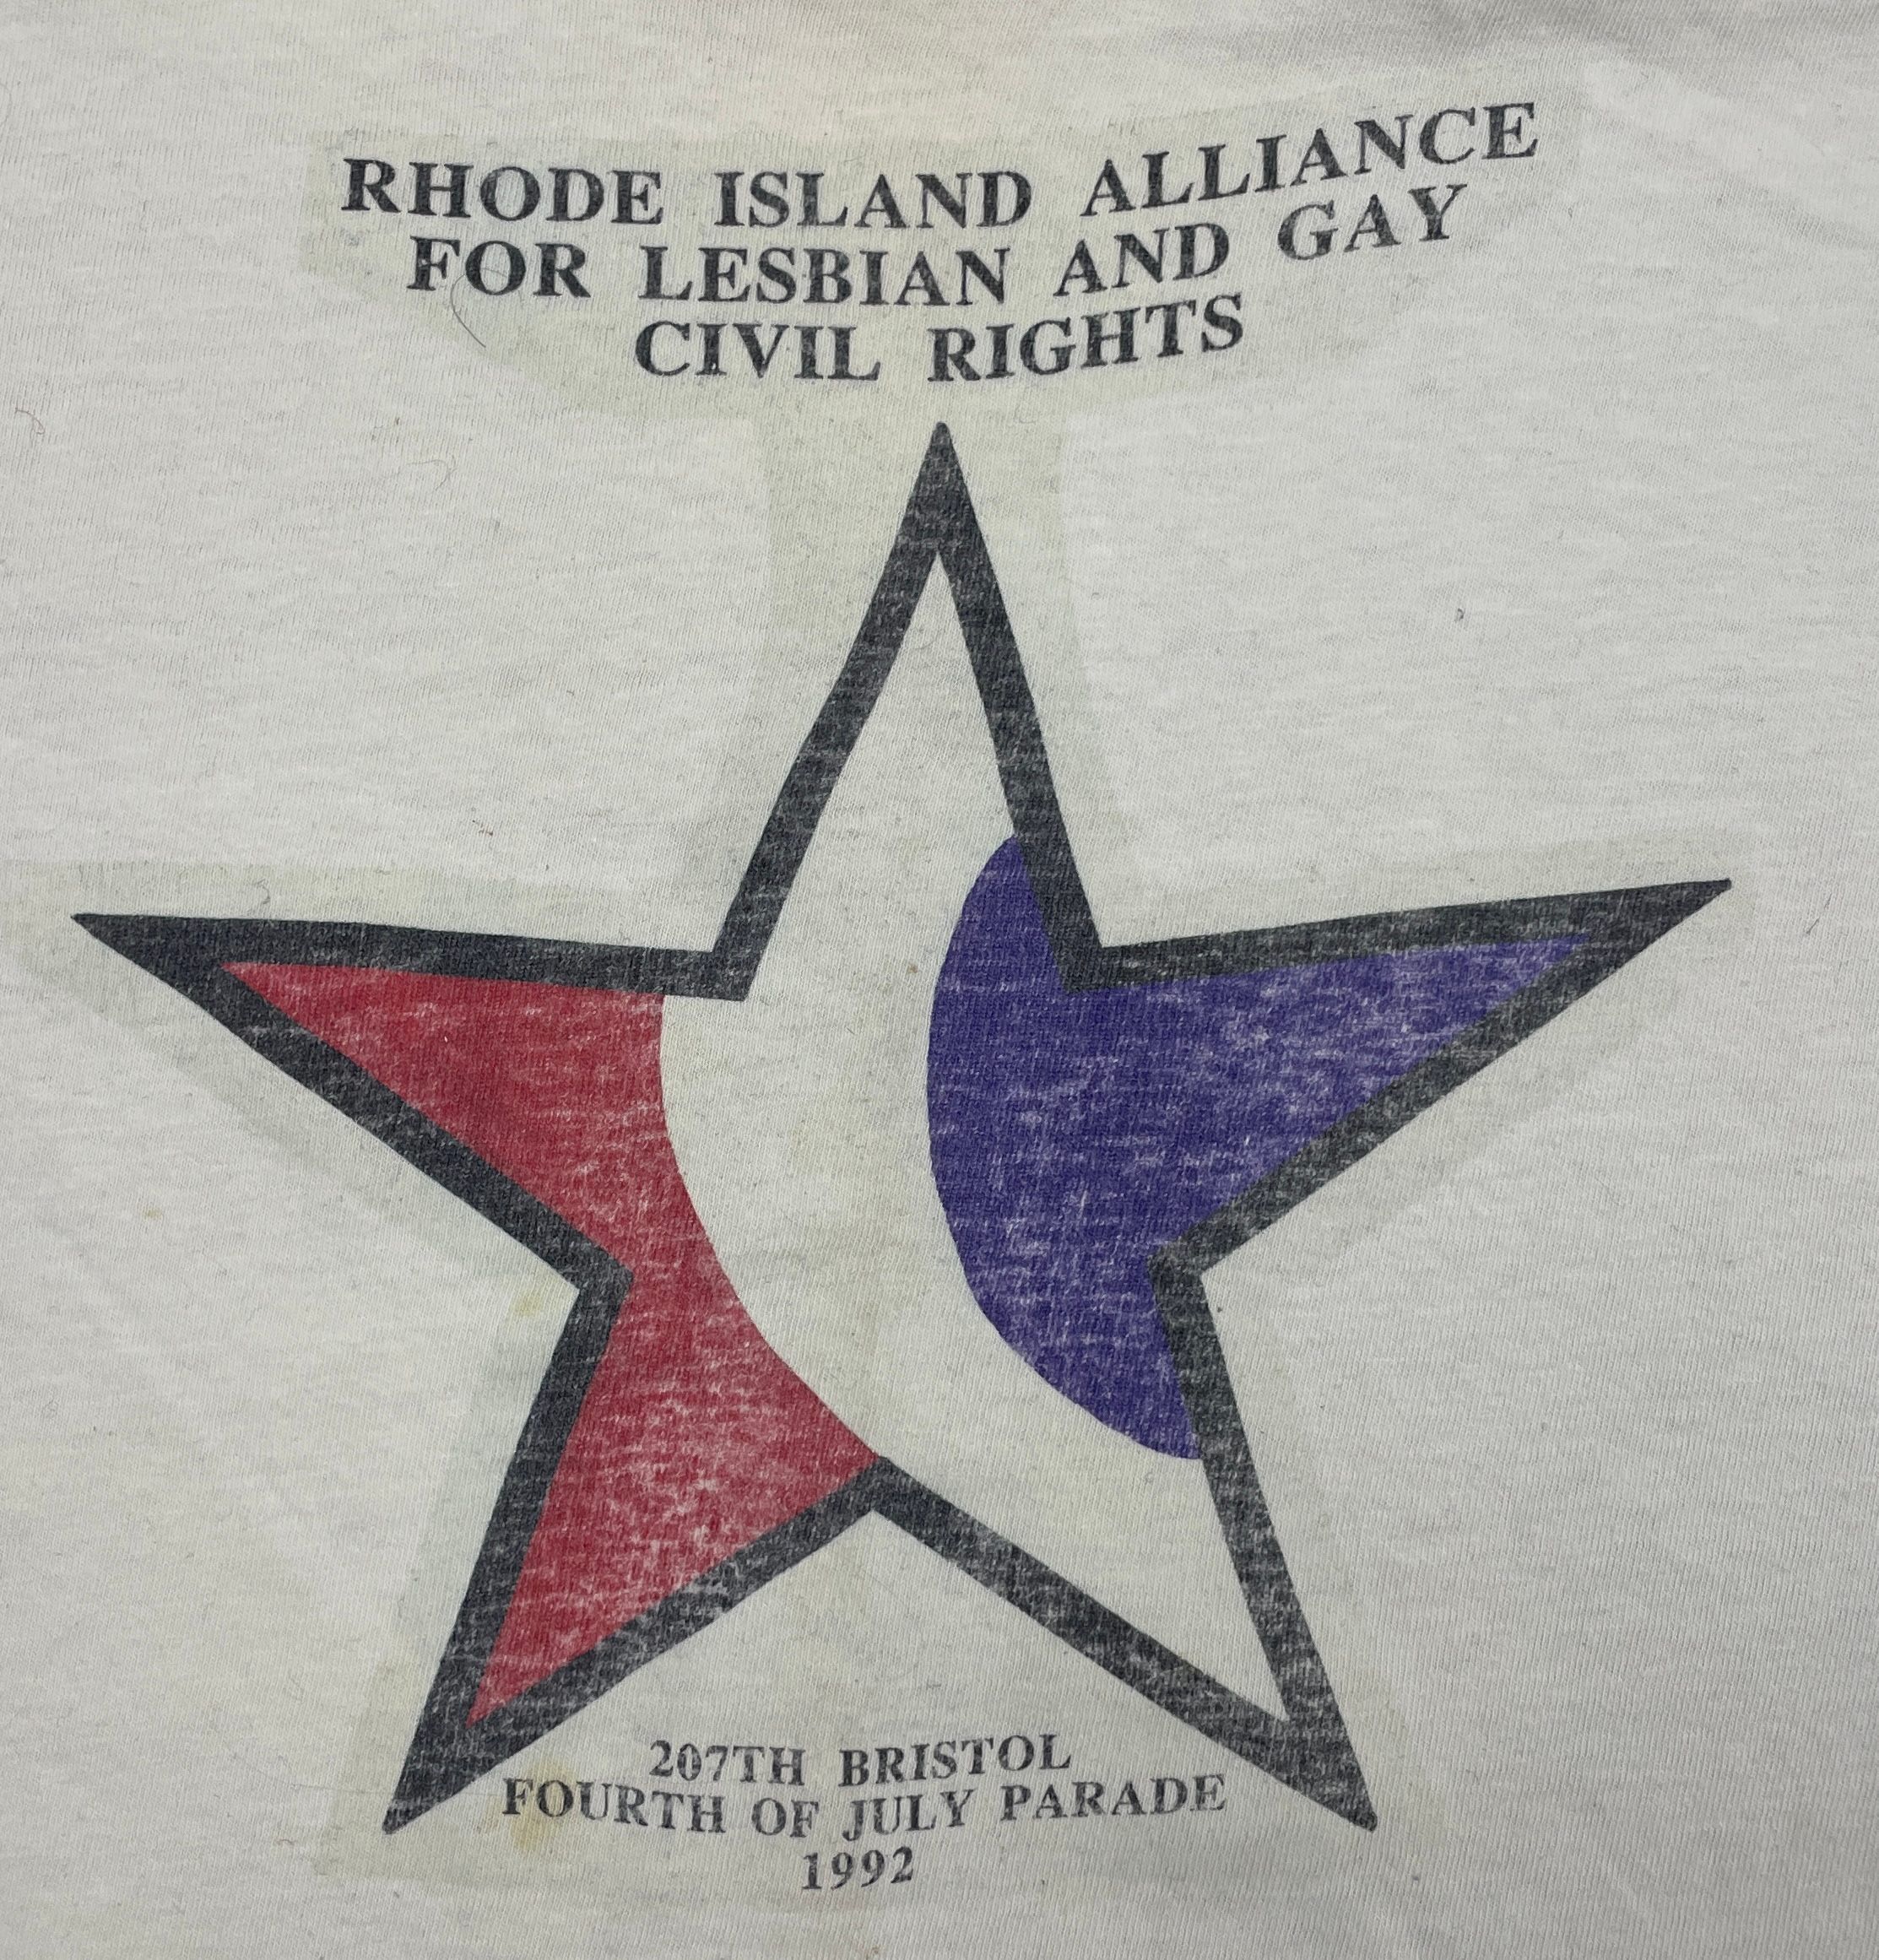 RHODE ISLAND ALLIANCE
FOR LESBIAN AND GAY
CIVIL RIGHTS
207TH BRISTOL
FOURTH OF JULY PARADE
1992